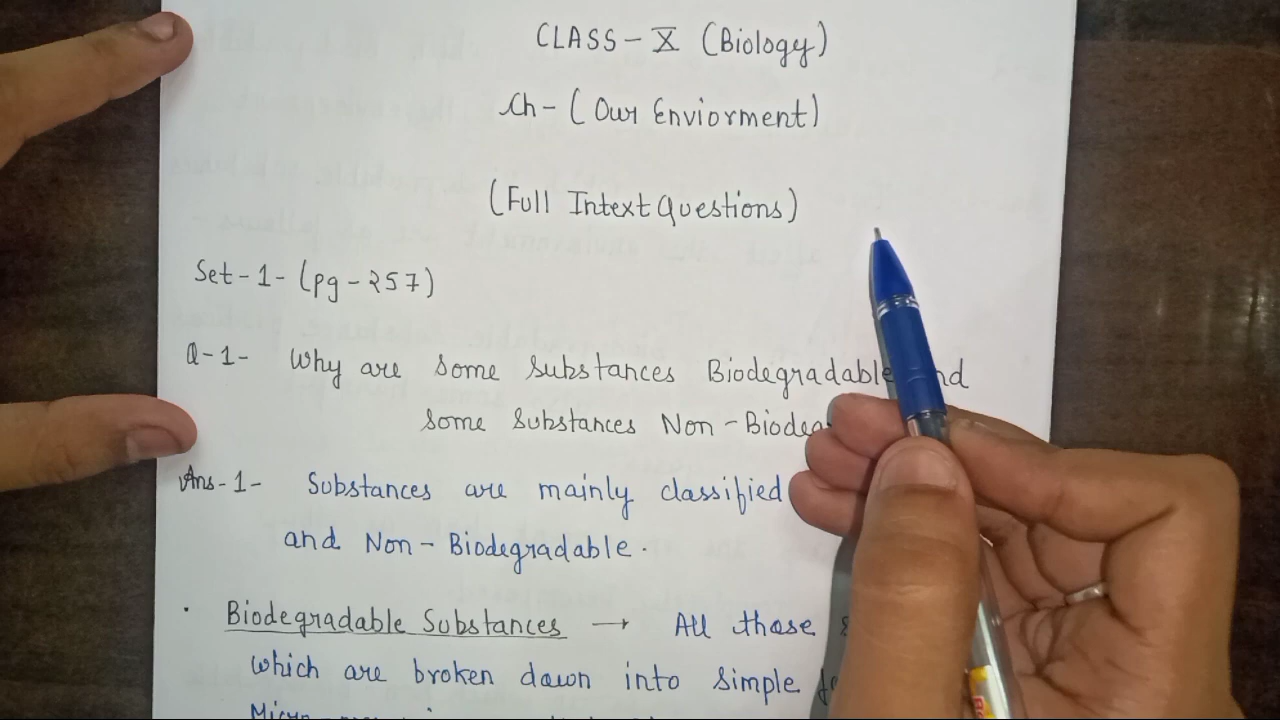 CLASS - X (Biology)
Ch - ( Our Enviorment)
(Full Intext Questions)
Set - 1 - (pg - 257)
Q - 1 - Why are some substances Biodegradable
some substances Non -
Ans - 1 - Substances are mainly classified
and Non - Biodegradable .
• Biodegradable Substances → All those
which are broken down into simple